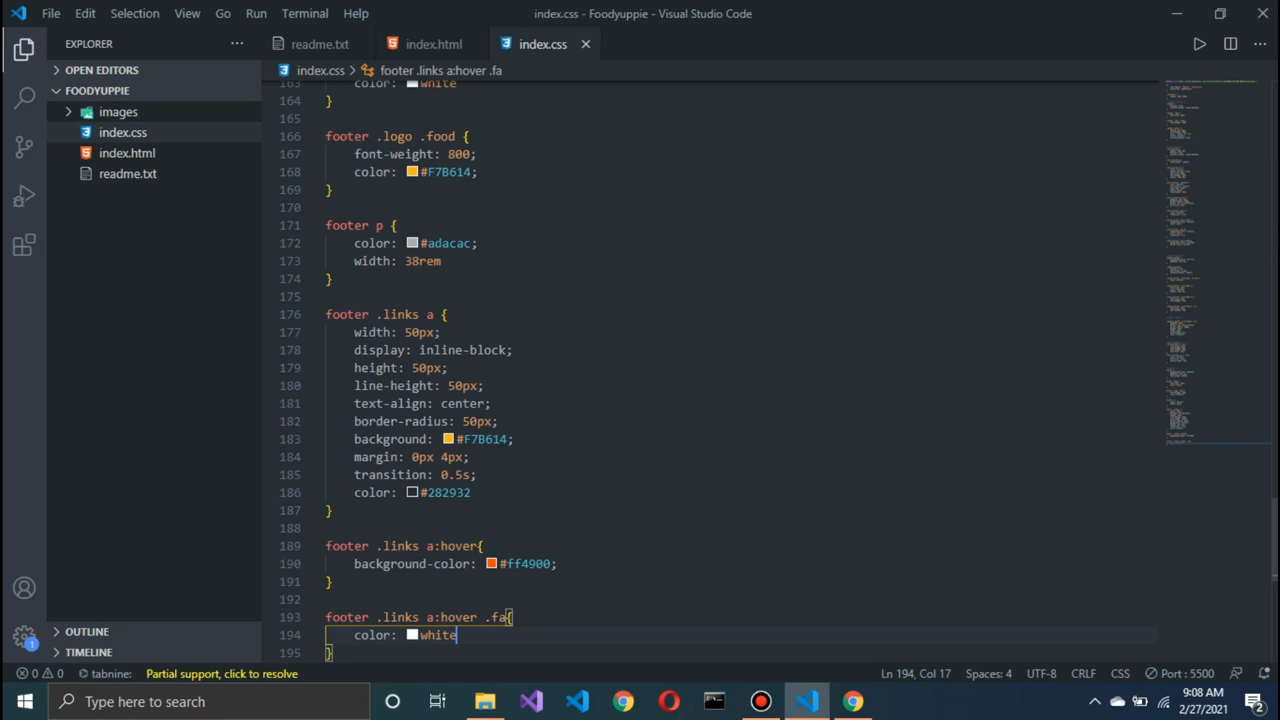 File Edit Selection View Go Run Terminal Help
index.css - Foodyuppie - Visual Studio Code
EXPLORER
readme.txt
index.html
index.css
OPEN EDITORS
FOODYUPPIE
images
index.css
index.html
readme.txt
OUTLINE
TIMELINE
index.css footer .links a:hover .fa
163 color: white
164 }
165
166 footer .logo .food {
167 font-weight: 800;
168 color: #F7B614;
169 }
170
171 footer p {
172 color: #adacac;
173 width: 38rem
174 }
175
176 footer .links a {
177 width: 50px;
178 display: inline-block;
179 height: 50px;
180 line-height: 50px;
181 text-align: center;
182 border-radius: 50px;
183 background: #F7B614;
184 margin: 0px 4px;
185 transition: 0.5s;
186 color: #282932
187 }
188
189 footer .links a:hover{
190 background-color: #ff4900;
191 }
192
193 footer .links a:hover .fa{
194 color: white
195 }
1
0 0 tabnine: Partial support, click to resolve
Ln 194, Col 17 Spaces: 4 UTF-8 CRLF CSS Port : 5500
Type here to search
9:08 AM
2/27/2021
2